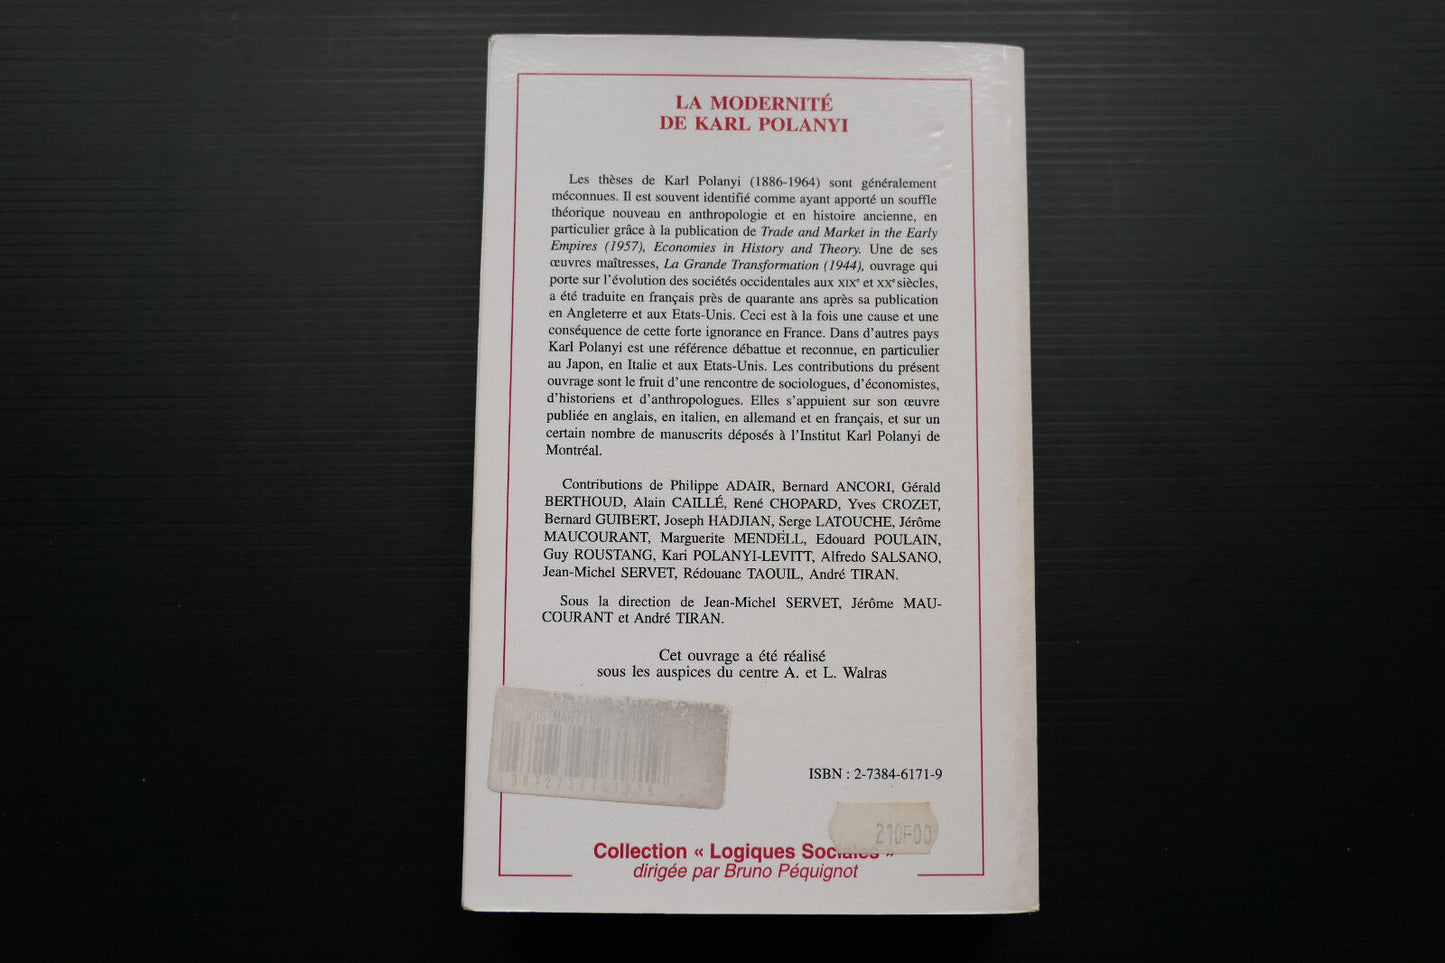 LA MODERNITÉ
DE KARL POLANYI
Les thèses de Karl Polanyi (1886-1964) sont généralement
méconnues. Il est souvent identifié comme ayant apporté un souffle
théorique nouveau en anthropologie et en histoire ancienne, en
particulier grâce à la publication de Trade and Market in the Early
Empires (1957), Economies in History and Theory. Une de ses
œuvres maîtresses, La Grande Transformation (1944), ouvrage qui
porte sur l'évolution des sociétés occidentales aux XIXe et XXe siècles,
a été traduite en français près de quarante ans après sa publication
en Angleterre et aux Etats-Unis. Ceci est à la fois une cause et une
conséquence de cette forte ignorance en France. Dans d'autres pays
Karl Polanyi est une référence débattue et reconnue, en particulier
au Japon, en Italie et aux Etats-Unis. Les contributions du présent
ouvrage sont le fruit d'une rencontre de sociologues, d'économistes,
d'historiens et d'anthropologues. Elles s'appuient sur son œuvre
publiée en anglais, en italien, en allemand et en français, et sur un
certain nombre de manuscrits déposés à l'Institut Karl Polanyi de
Montréal.
Contributions de Philippe ADAIR, Bernard ANCORI, Gérald
BERTHOUD, Alain CAILLÉ, René CHOPARD, Yves CROZET,
Bernard GUIBERT, Joseph HADJIAN, Serge LATOUCHE, Jérôme
MAUCOURANT, Marguerite MENDÉLL, Edouard POULAIN,
Guy ROUSTANG, Kari POLANYI-LEVITT, Alfredo SALSANO,
Jean-Michel SERVET, Rédouane TAOUIL, André TIRAN.
Sous la direction de Jean-Michel SERVET, Jérôme MAU-
COURANT et André TIRAN.
Cet ouvrage a été réalisé
sous les auspices du centre A. et L. Walras
ISBN : 2-7384-6171-9
210F00
Collection « Logiques Sociales »
dirigée par Bruno Péquignot